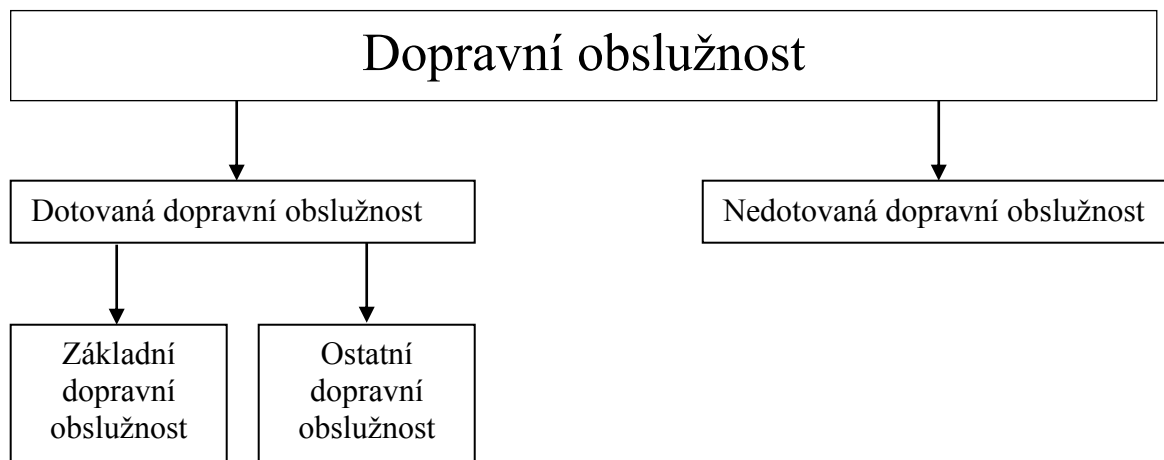 Dopravní obslužnost
Dotovaná dopravní obslužnost
Nedotovaná dopravní obslužnost
Základní
dopravní
obslužnost
Ostatní
dopravní
obslužnost